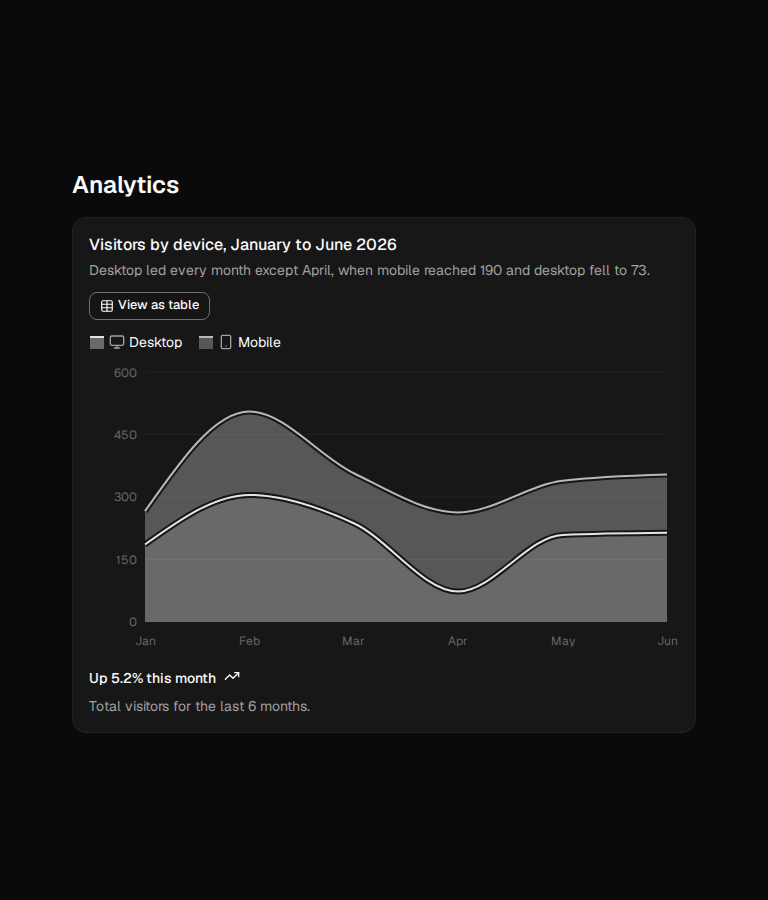 Analytics
Visitors by device, January to June 2026
Desktop led every month except April, when mobile reached 190 and desktop fell to 73.
View as table
Desktop Mobile
600
450
300
150
0
Jan Feb Mar Apr May Jun
Up 5.2% this month
Total visitors for the last 6 months.